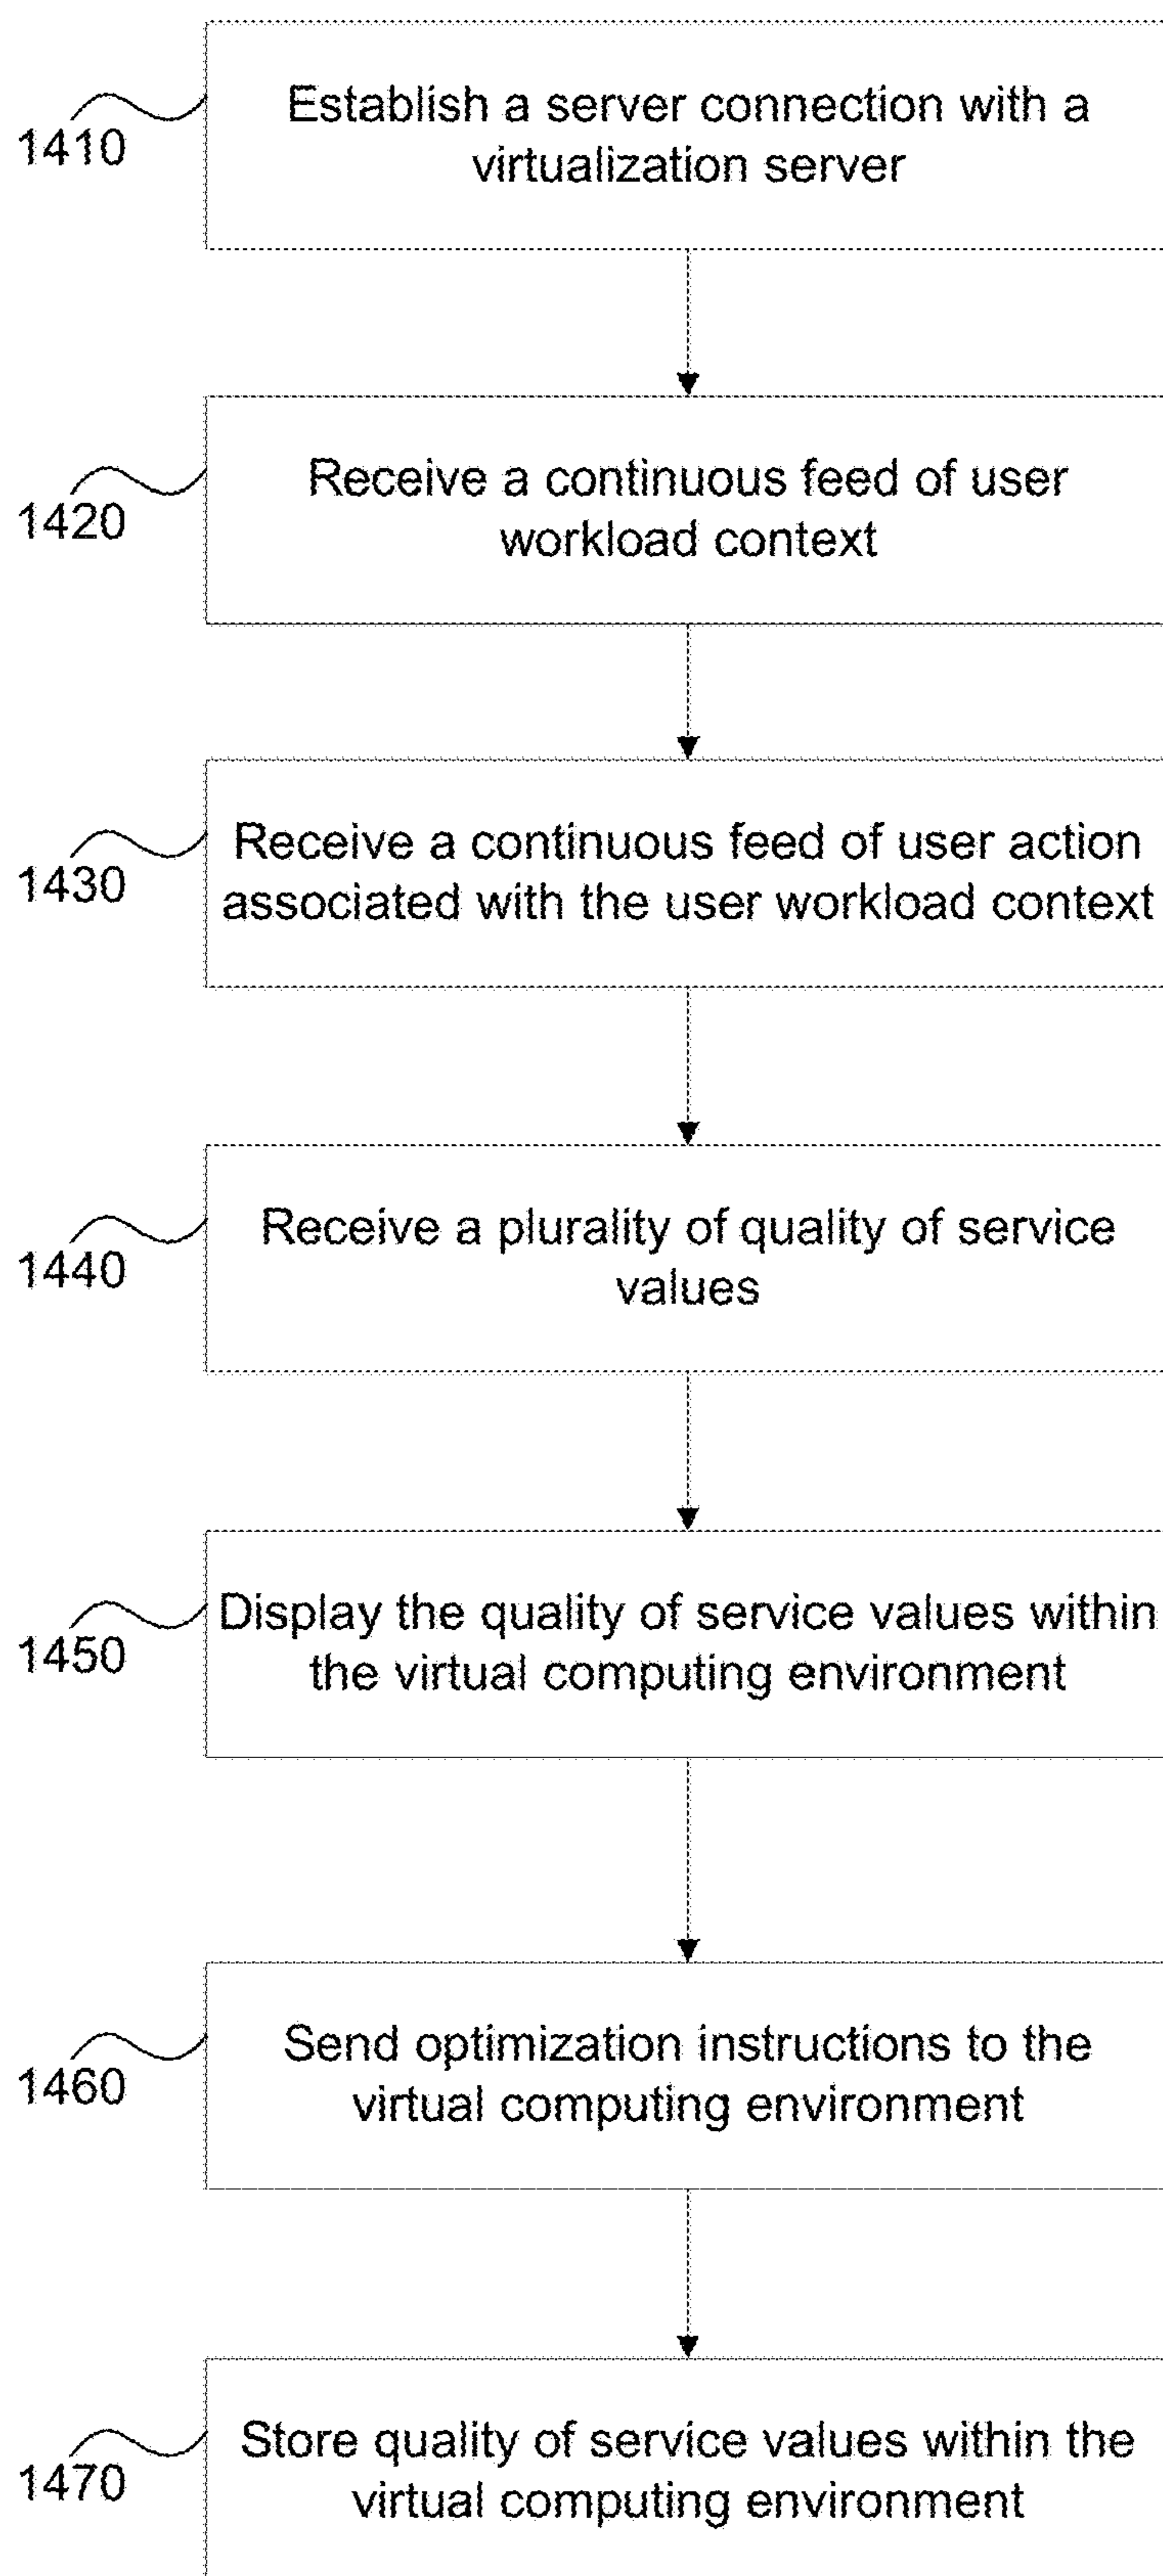 Establish a server connection with a
virtualization server
1410
Receive a continuous feed of user
workload context
1420
Receive a continuous feed of user action
associated with the user workload context
1430
Receive a plurality of quality of service
values
1440
Display the quality of service values within
the virtual computing environment
1450
Send optimization instructions to the
virtual computing environment
1460
Store quality of service values within the
virtual computing environment
1470